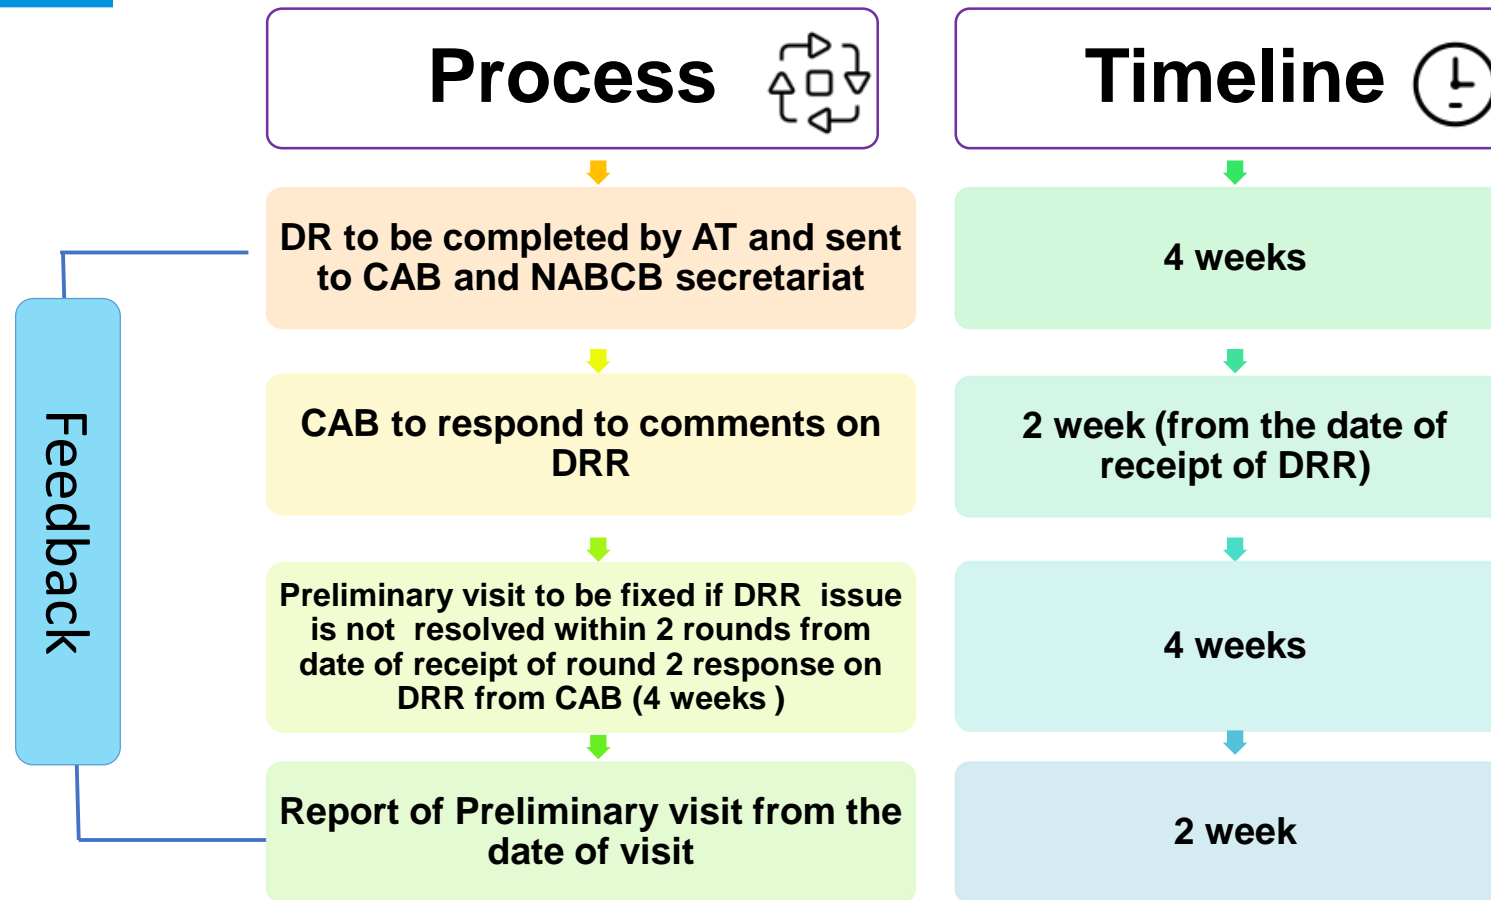 Process
Timeline
DR to be completed by AT and sent
to CAB and NABCB secretariat
4 weeks
CAB to respond to comments on
DRR
2 week (from the date of
receipt of DRR)
Preliminary visit to be fixed if DRR issue
is not resolved within 2 rounds from
date of receipt of round 2 response on
DRR from CAB (4 weeks )
4 weeks
Report of Preliminary visit from the
date of visit
2 week
Feedback